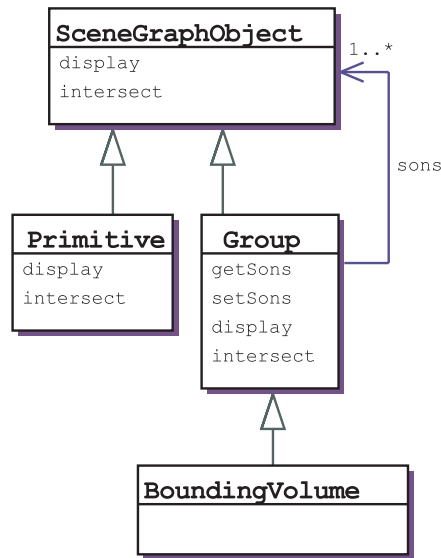 SceneGraphObject
display
intersect
1..*
sons
Primitive
display
intersect
Group
getSons
setSons
display
intersect
BoundingVolume